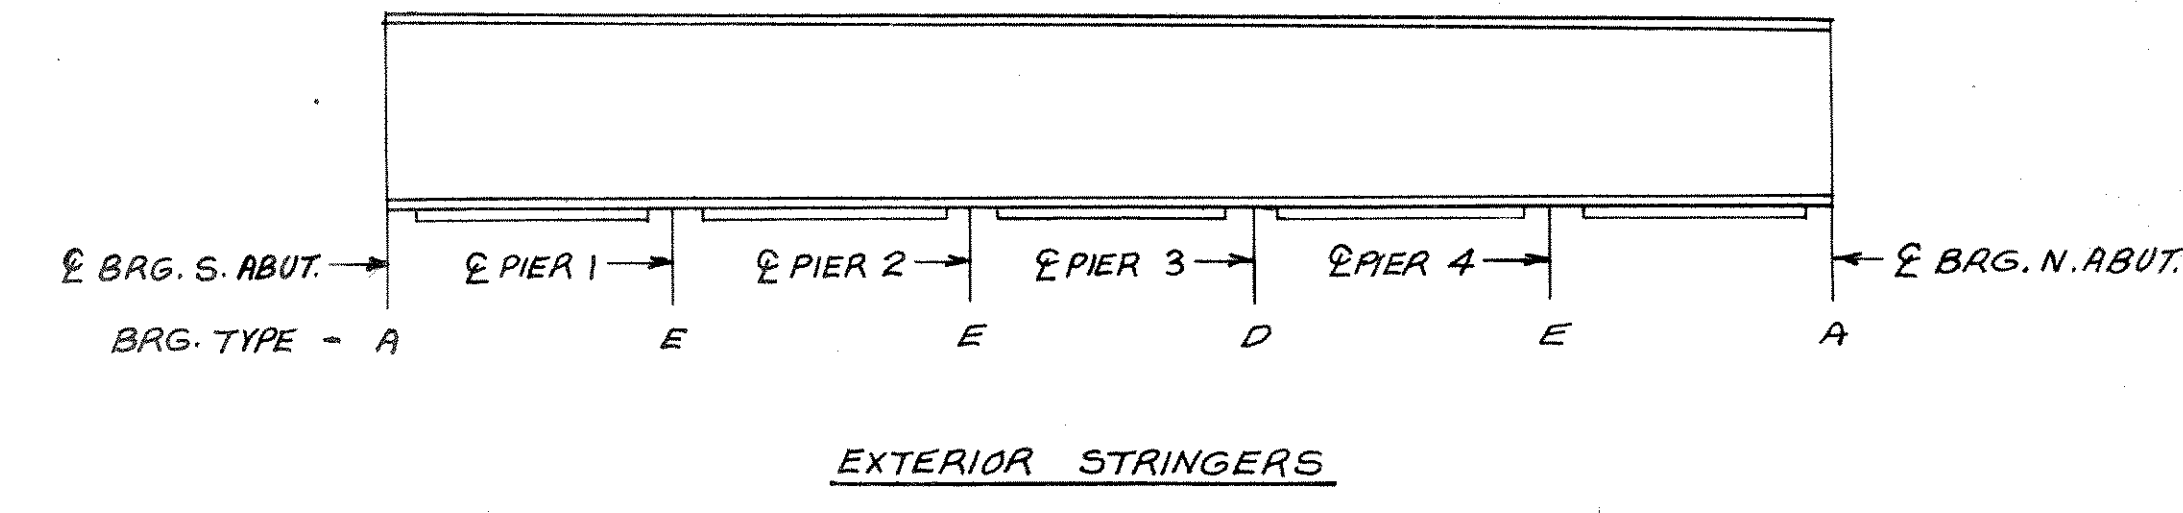 ℄ BRG. S. ABUT. ℄ PIER 1 ℄ PIER 2 ℄ PIER 3 ℄ PIER 4 ℄ BRG. N. ABUT.
BRG. TYPE - A E E D E A
EXTERIOR STRINGERS